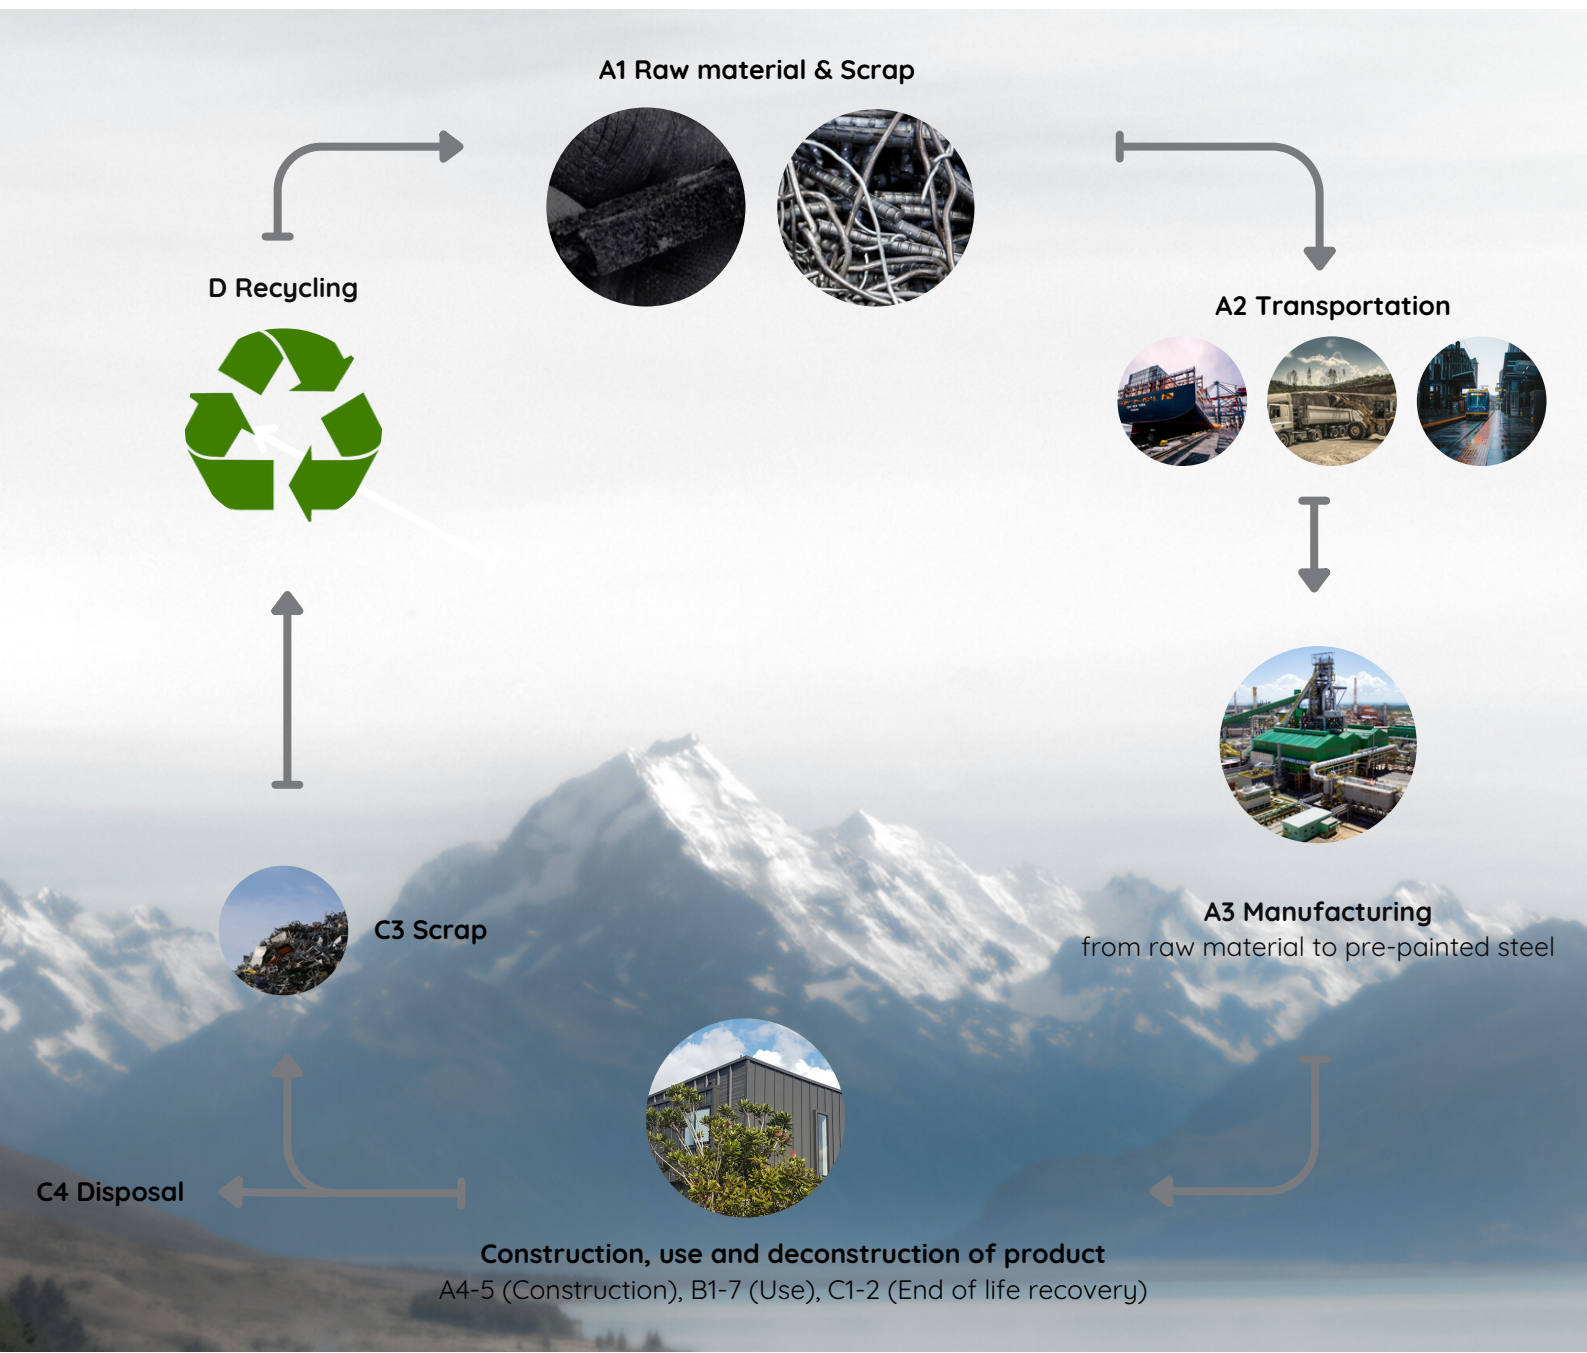 A1 Raw material & Scrap
D Recycling
A2 Transportation
A3 Manufacturing
from raw material to pre-painted steel
C3 Scrap
C4 Disposal
Construction, use and deconstruction of product
A4-5 (Construction), B1-7 (Use), C1-2 (End of life recovery)